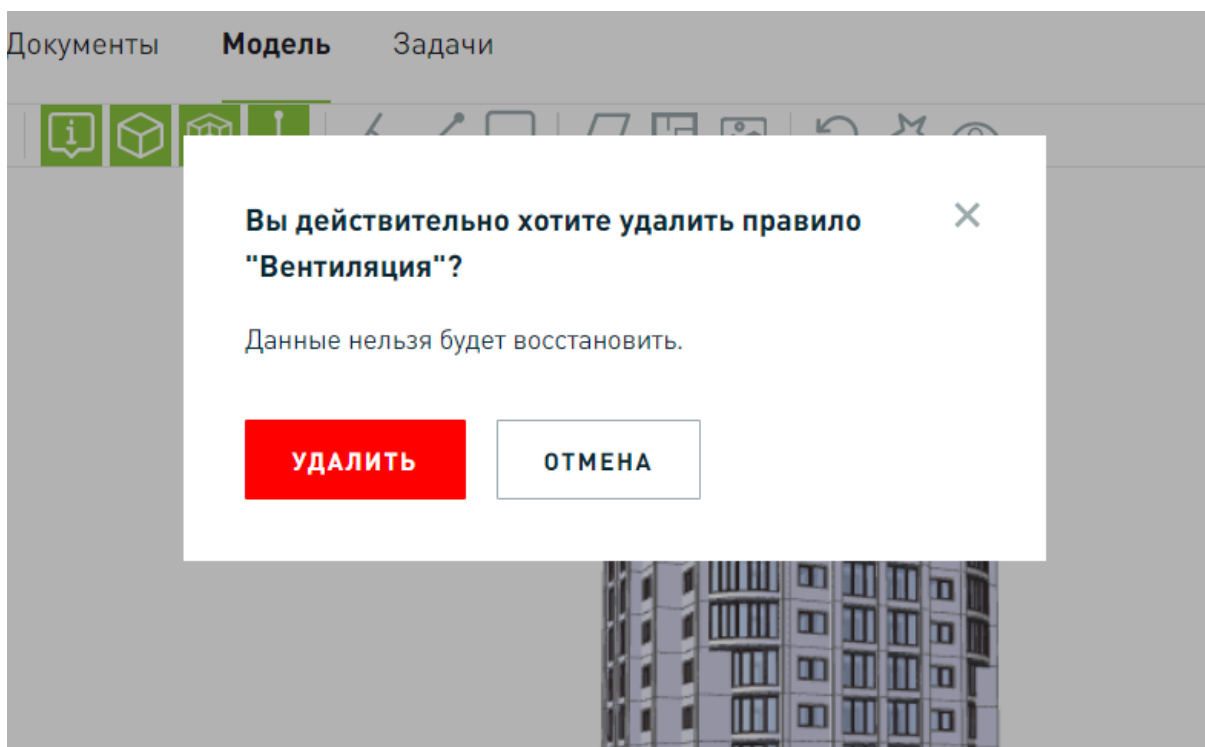 Документы Модель Задачи
Вы действительно хотите удалить правило
"Вентиляция"?
Данные нельзя будет восстановить.
УДАЛИТЬ ОТМЕНА